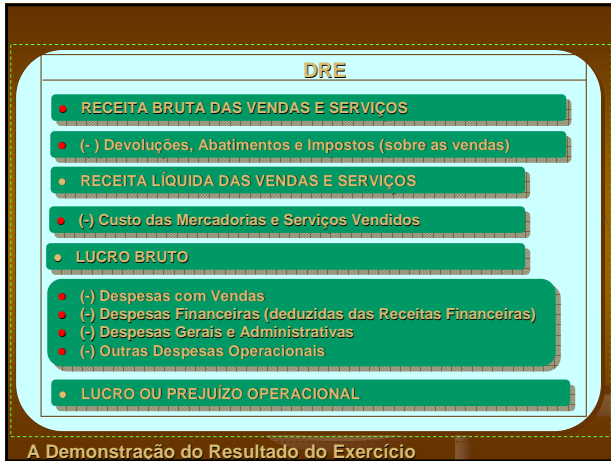 DRE
RECEITA BRUTA DAS VENDAS E SERVIÇOS
(- ) Devoluções, Abatimentos e Impostos (sobre as vendas)
RECEITA LÍQUIDA DAS VENDAS E SERVIÇOS
(-) Custo das Mercadorias e Serviços Vendidos
LUCRO BRUTO
(-) Despesas com Vendas
(-) Despesas Financeiras (deduzidas das Receitas Financeiras)
(-) Despesas Gerais e Administrativas
(-) Outras Despesas Operacionais
LUCRO OU PREJUÍZO OPERACIONAL
A Demonstração do Resultado do Exercício